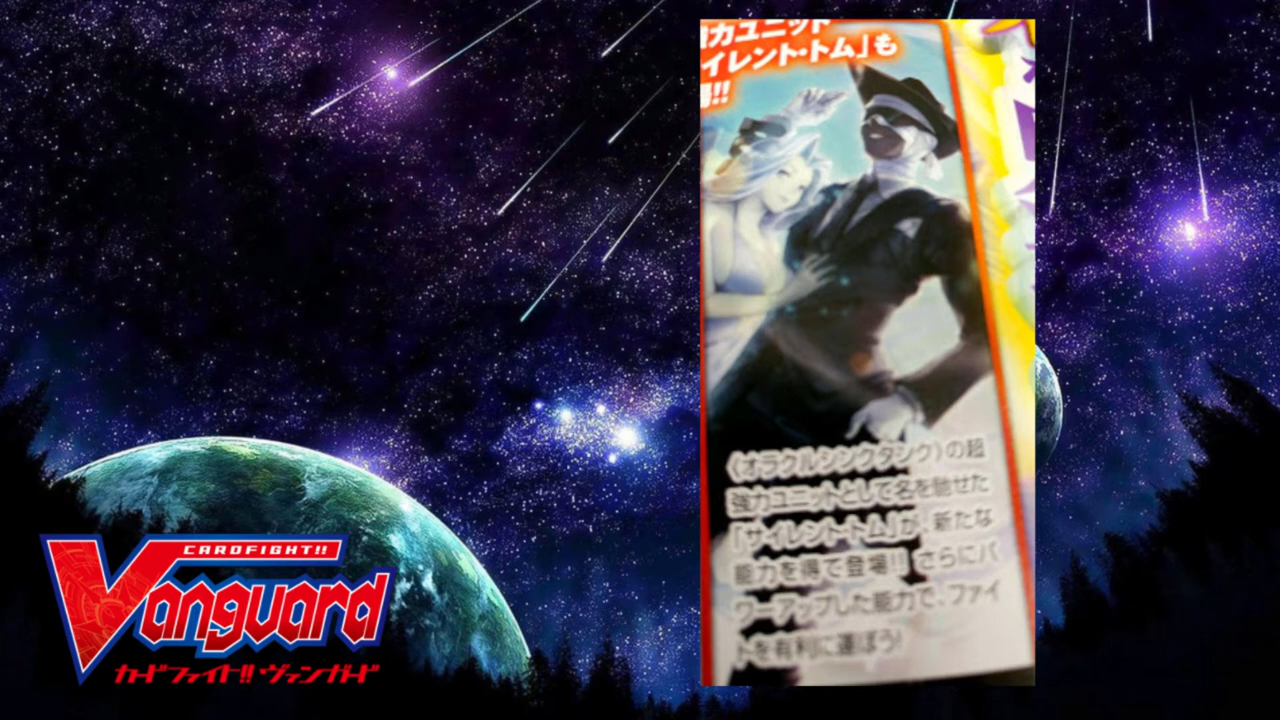 力ユニット
イレント・トム」も
場!!
《オラクルシンクタンク》の超
強力ユニットとして名を馳せた
「サイレント・トム」が、新たな
能力を得て登場!! さらにパ
ワーアップした能力で、ファイ
トを有利に運ぼう!
CARDFIGHT!!
Vanguard
カードファイト!! ヴァンガード